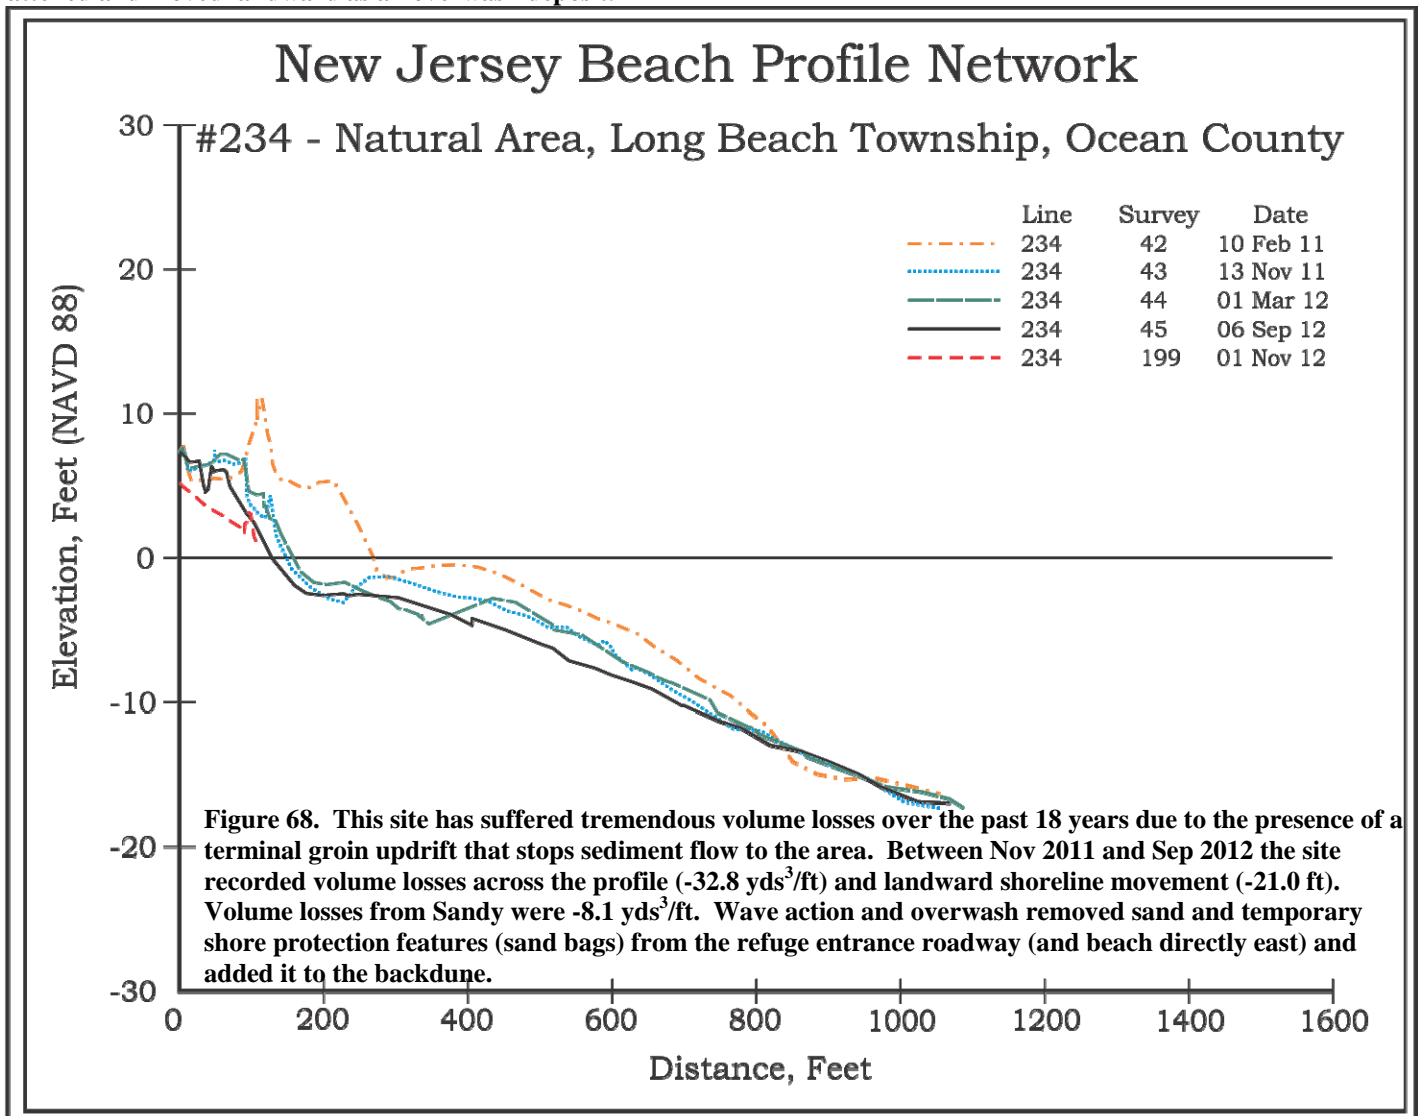 New Jersey Beach Profile Network
#234 - Natural Area, Long Beach Township, Ocean County
Line Survey Date
234 42 10 Feb 11
234 43 13 Nov 11
234 44 01 Mar 12
234 45 06 Sep 12
234 199 01 Nov 12
Elevation, Feet (NAVD 88)
30
20
10
0
-10
-20
-30
Figure 68. This site has suffered tremendous volume losses over the past 18 years due to the presence of a
terminal groin updrift that stops sediment flow to the area. Between Nov 2011 and Sep 2012 the site
recorded volume losses across the profile (-32.8 yds³/ft) and landward shoreline movement (-21.0 ft).
Volume losses from Sandy were -8.1 yds³/ft. Wave action and overwash removed sand and temporary
shore protection features (sand bags) from the refuge entrance roadway (and beach directly east) and
added it to the backdune.
0 200 400 600 800 1000 1200 1400 1600
Distance, Feet